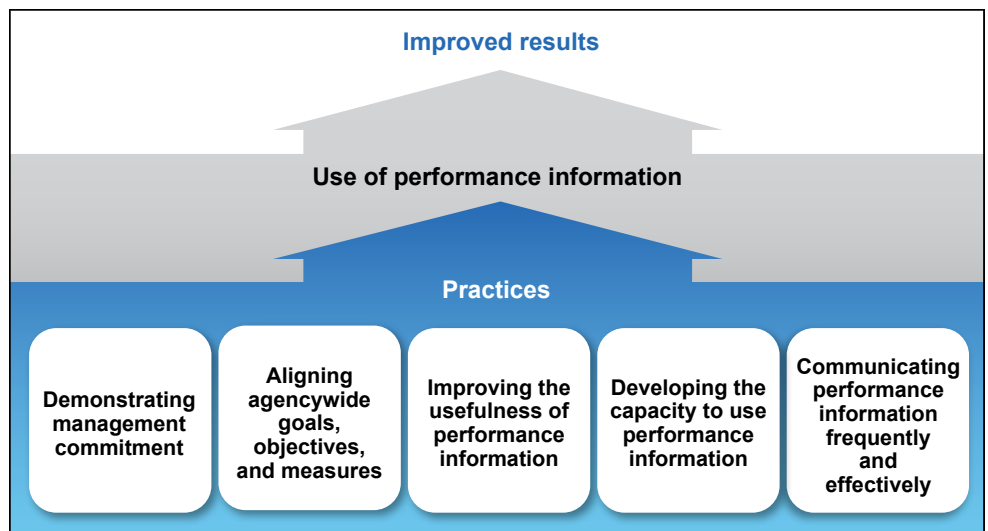 Improved results
Use of performance information
Practices
Demonstrating
management
commitment
Aligning
agencywide
goals,
objectives,
and measures
Improving the
usefulness of
performance
information
Developing the
capacity to use
performance
information
Communicating
performance
information
frequently
and
effectively